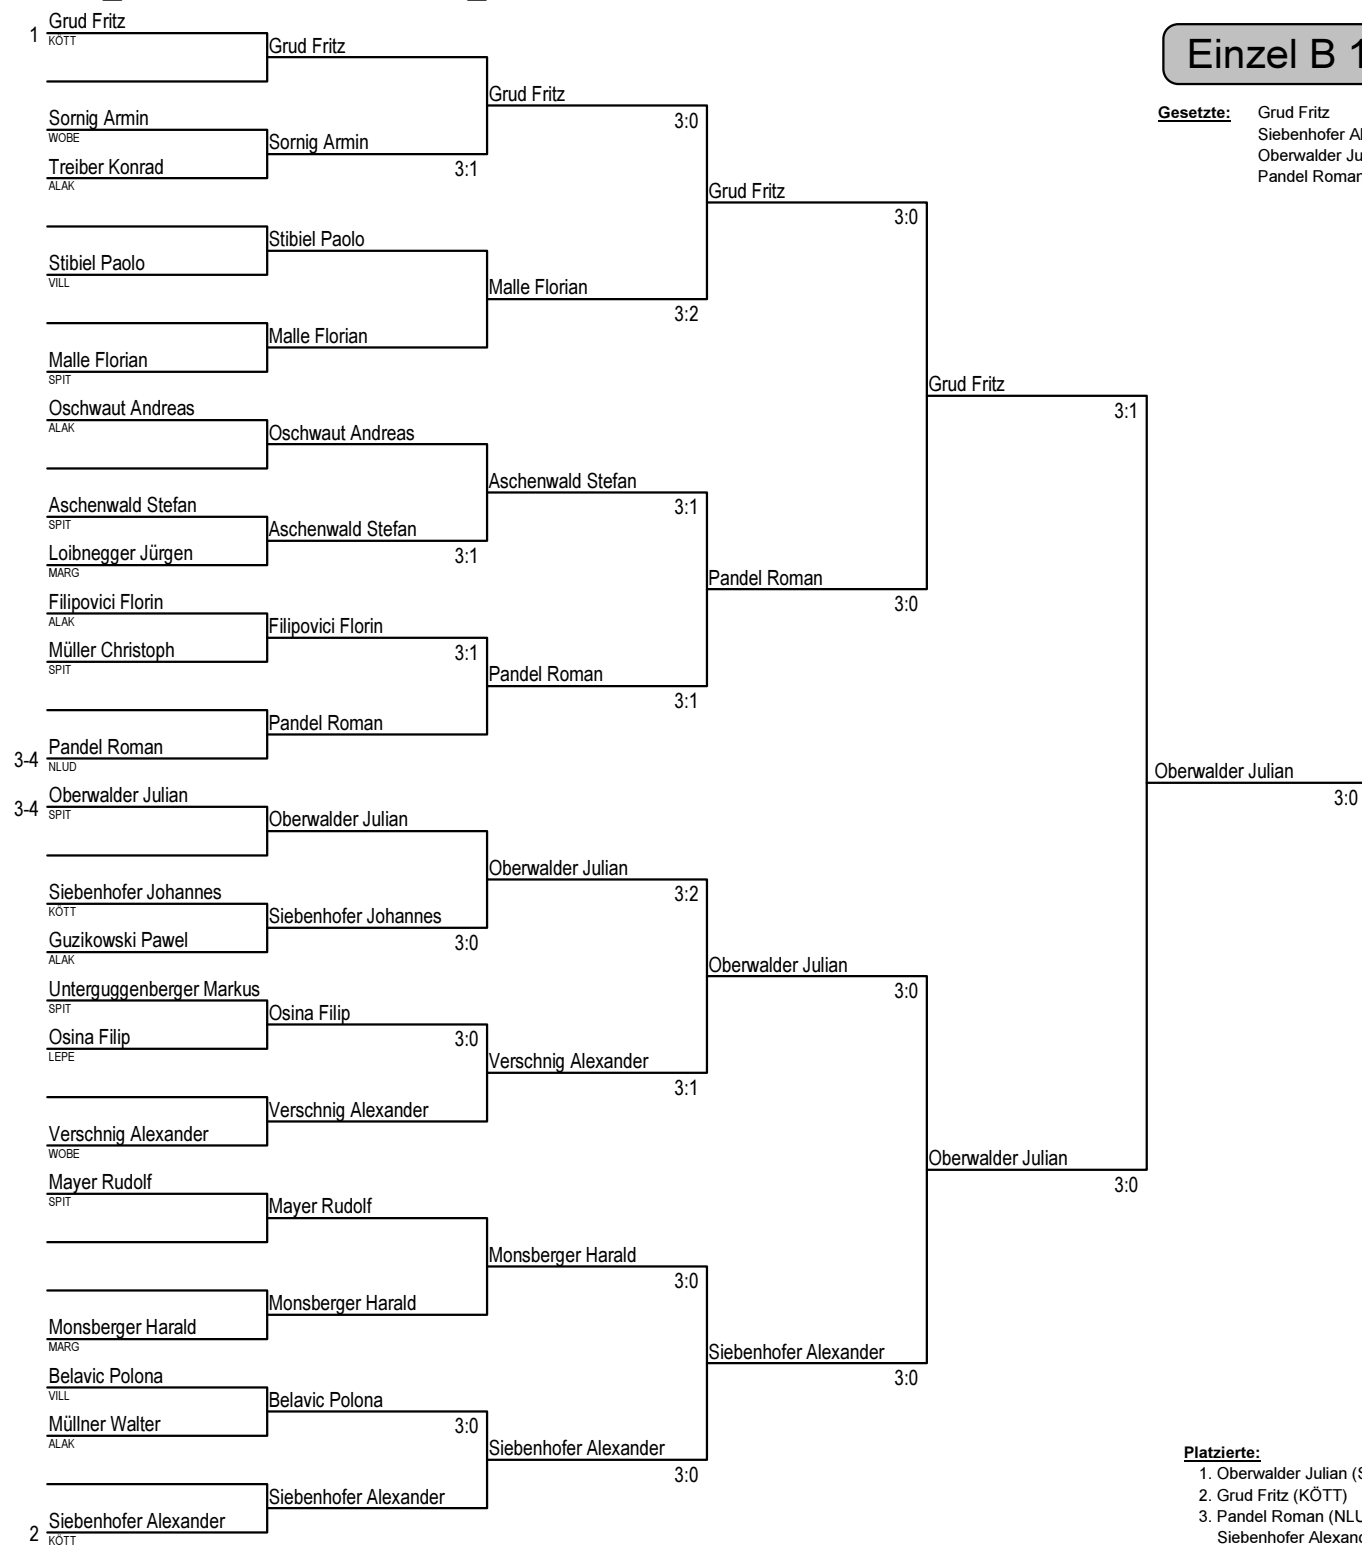 Einzel B 1
Gesetzte: Grud Fritz
Siebenhofer Al
Oberwalder Ju
Pandel Roman
1 Grud Fritz
KÖTT
Sornig Armin
WOBE
Treiber Konrad
ALAK
Stibiel Paolo
VILL
Malle Florian
SPIT
Oschwaut Andreas
ALAK
Aschenwald Stefan
SPIT
Loibnegger Jürgen
MARG
Filipovici Florin
ALAK
Müller Christoph
SPIT
3-4 Pandel Roman
NLUD
3-4 Oberwalder Julian
SPIT
Siebenhofer Johannes
KÖTT
Guzikowski Pawel
ALAK
Unterguggenberger Markus
SPIT
Osina Filip
LEPE
Verschnig Alexander
WOBE
Mayer Rudolf
SPIT
Monsberger Harald
MARG
Belavic Polona
VILL
Müllner Walter
ALAK
2 Siebenhofer Alexander
KÖTT
Grud Fritz
Sornig Armin
3:1
Stibiel Paolo
Malle Florian
Oschwaut Andreas
Aschenwald Stefan
3:1
Filipovici Florin
3:1
Pandel Roman
Oberwalder Julian
Siebenhofer Johannes
3:0
Osina Filip
3:0
Verschnig Alexander
Mayer Rudolf
Monsberger Harald
Belavic Polona
3:0
Siebenhofer Alexander
Grud Fritz
3:0
Malle Florian
3:2
Aschenwald Stefan
3:1
Pandel Roman
3:1
Oberwalder Julian
3:2
Verschnig Alexander
3:1
Monsberger Harald
3:0
Siebenhofer Alexander
3:0
Grud Fritz
3:0
Pandel Roman
3:0
Oberwalder Julian
3:0
Siebenhofer Alexander
3:0
Grud Fritz
3:1
Oberwalder Julian
3:0
Oberwalder Julian
3:0
Platzierte:
1. Oberwalder Julian (S
2. Grud Fritz (KÖTT)
3. Pandel Roman (NLU
Siebenhofer Alexand